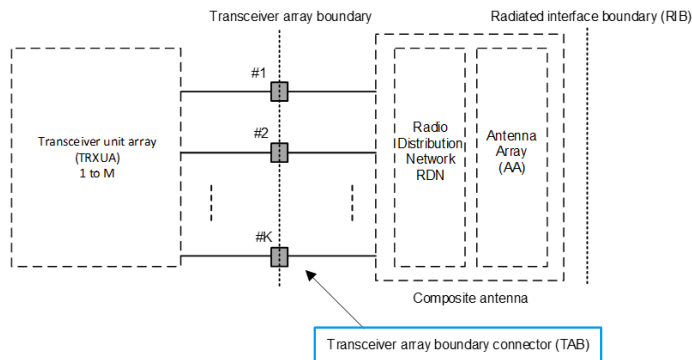 Transceiver array boundary
Radiated interface boundary (RIB)
#1
#2
#K
Transceiver unit array
(TRXUA)
1 to M
Radio
IDistribution
Network
RDN
Antenna
Array
(AA)
Composite antenna
Transceiver array boundary connector (TAB)